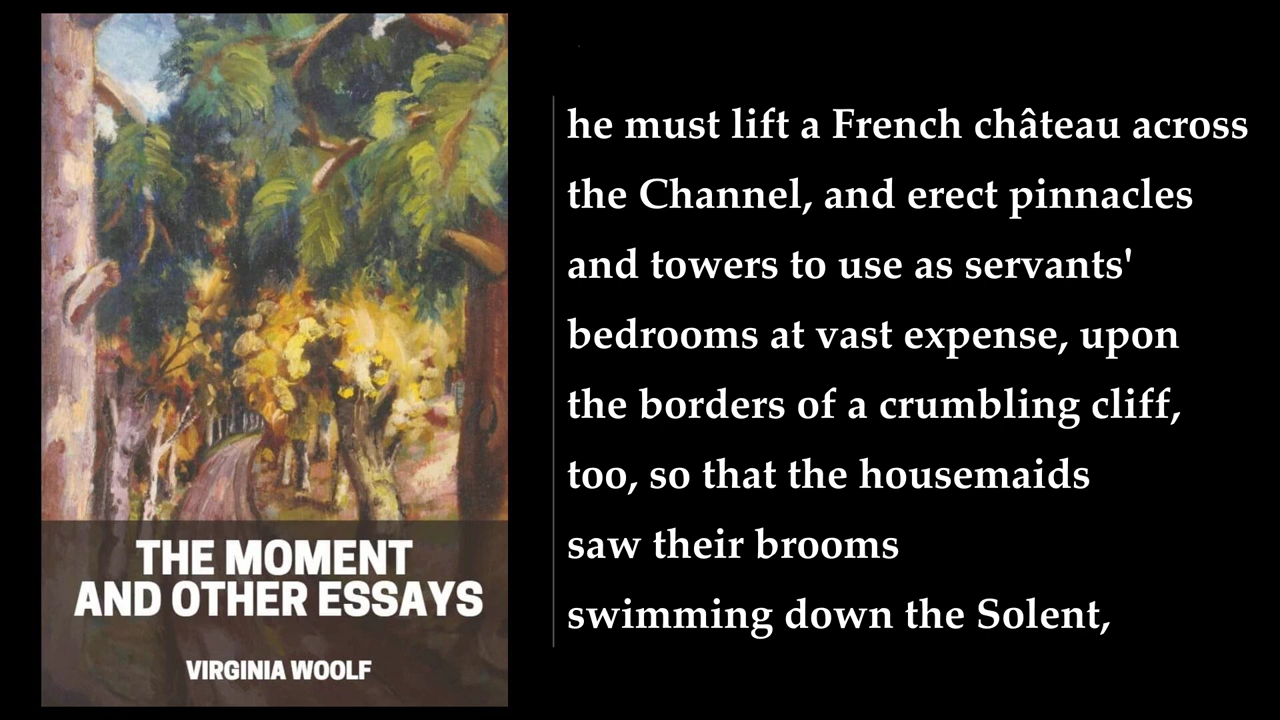 THE MOMENT
AND OTHER ESSAYS
VIRGINIA WOOLF
he must lift a French château across
the Channel, and erect pinnacles
and towers to use as servants'
bedrooms at vast expense, upon
the borders of a crumbling cliff,
too, so that the housemaids
saw their brooms
swimming down the Solent,